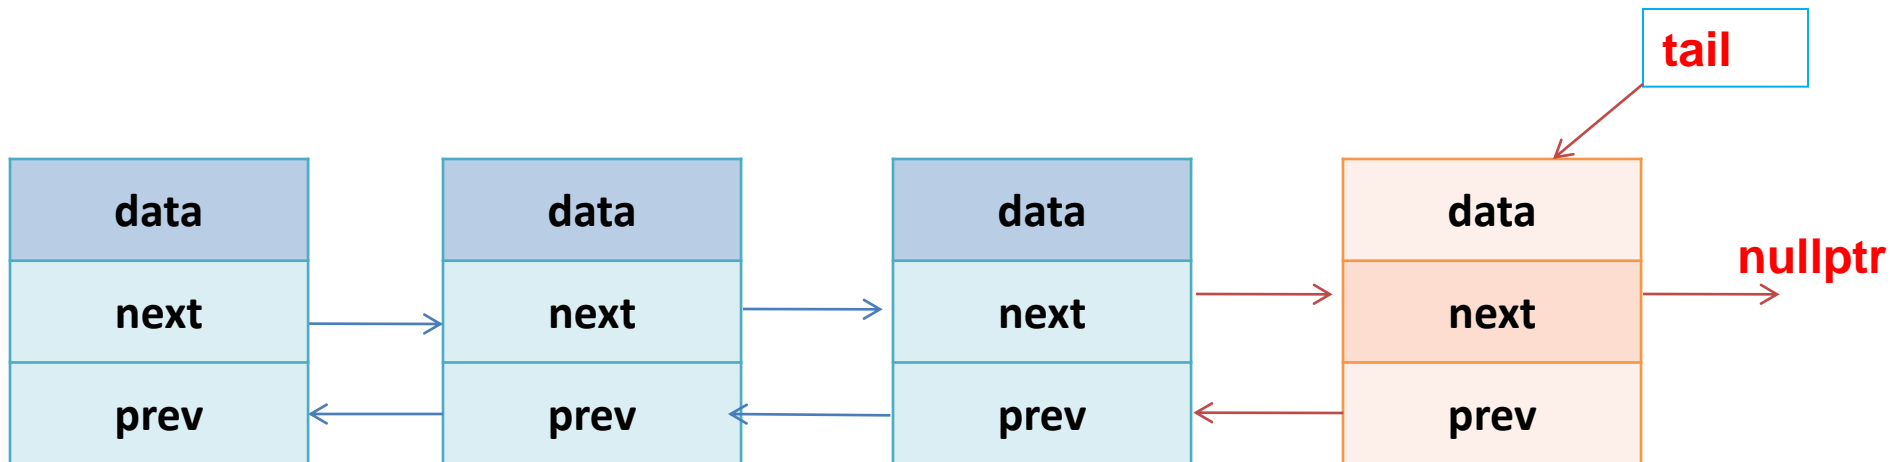 tail
data data data data
nullptr
next next next next
prev prev prev prev